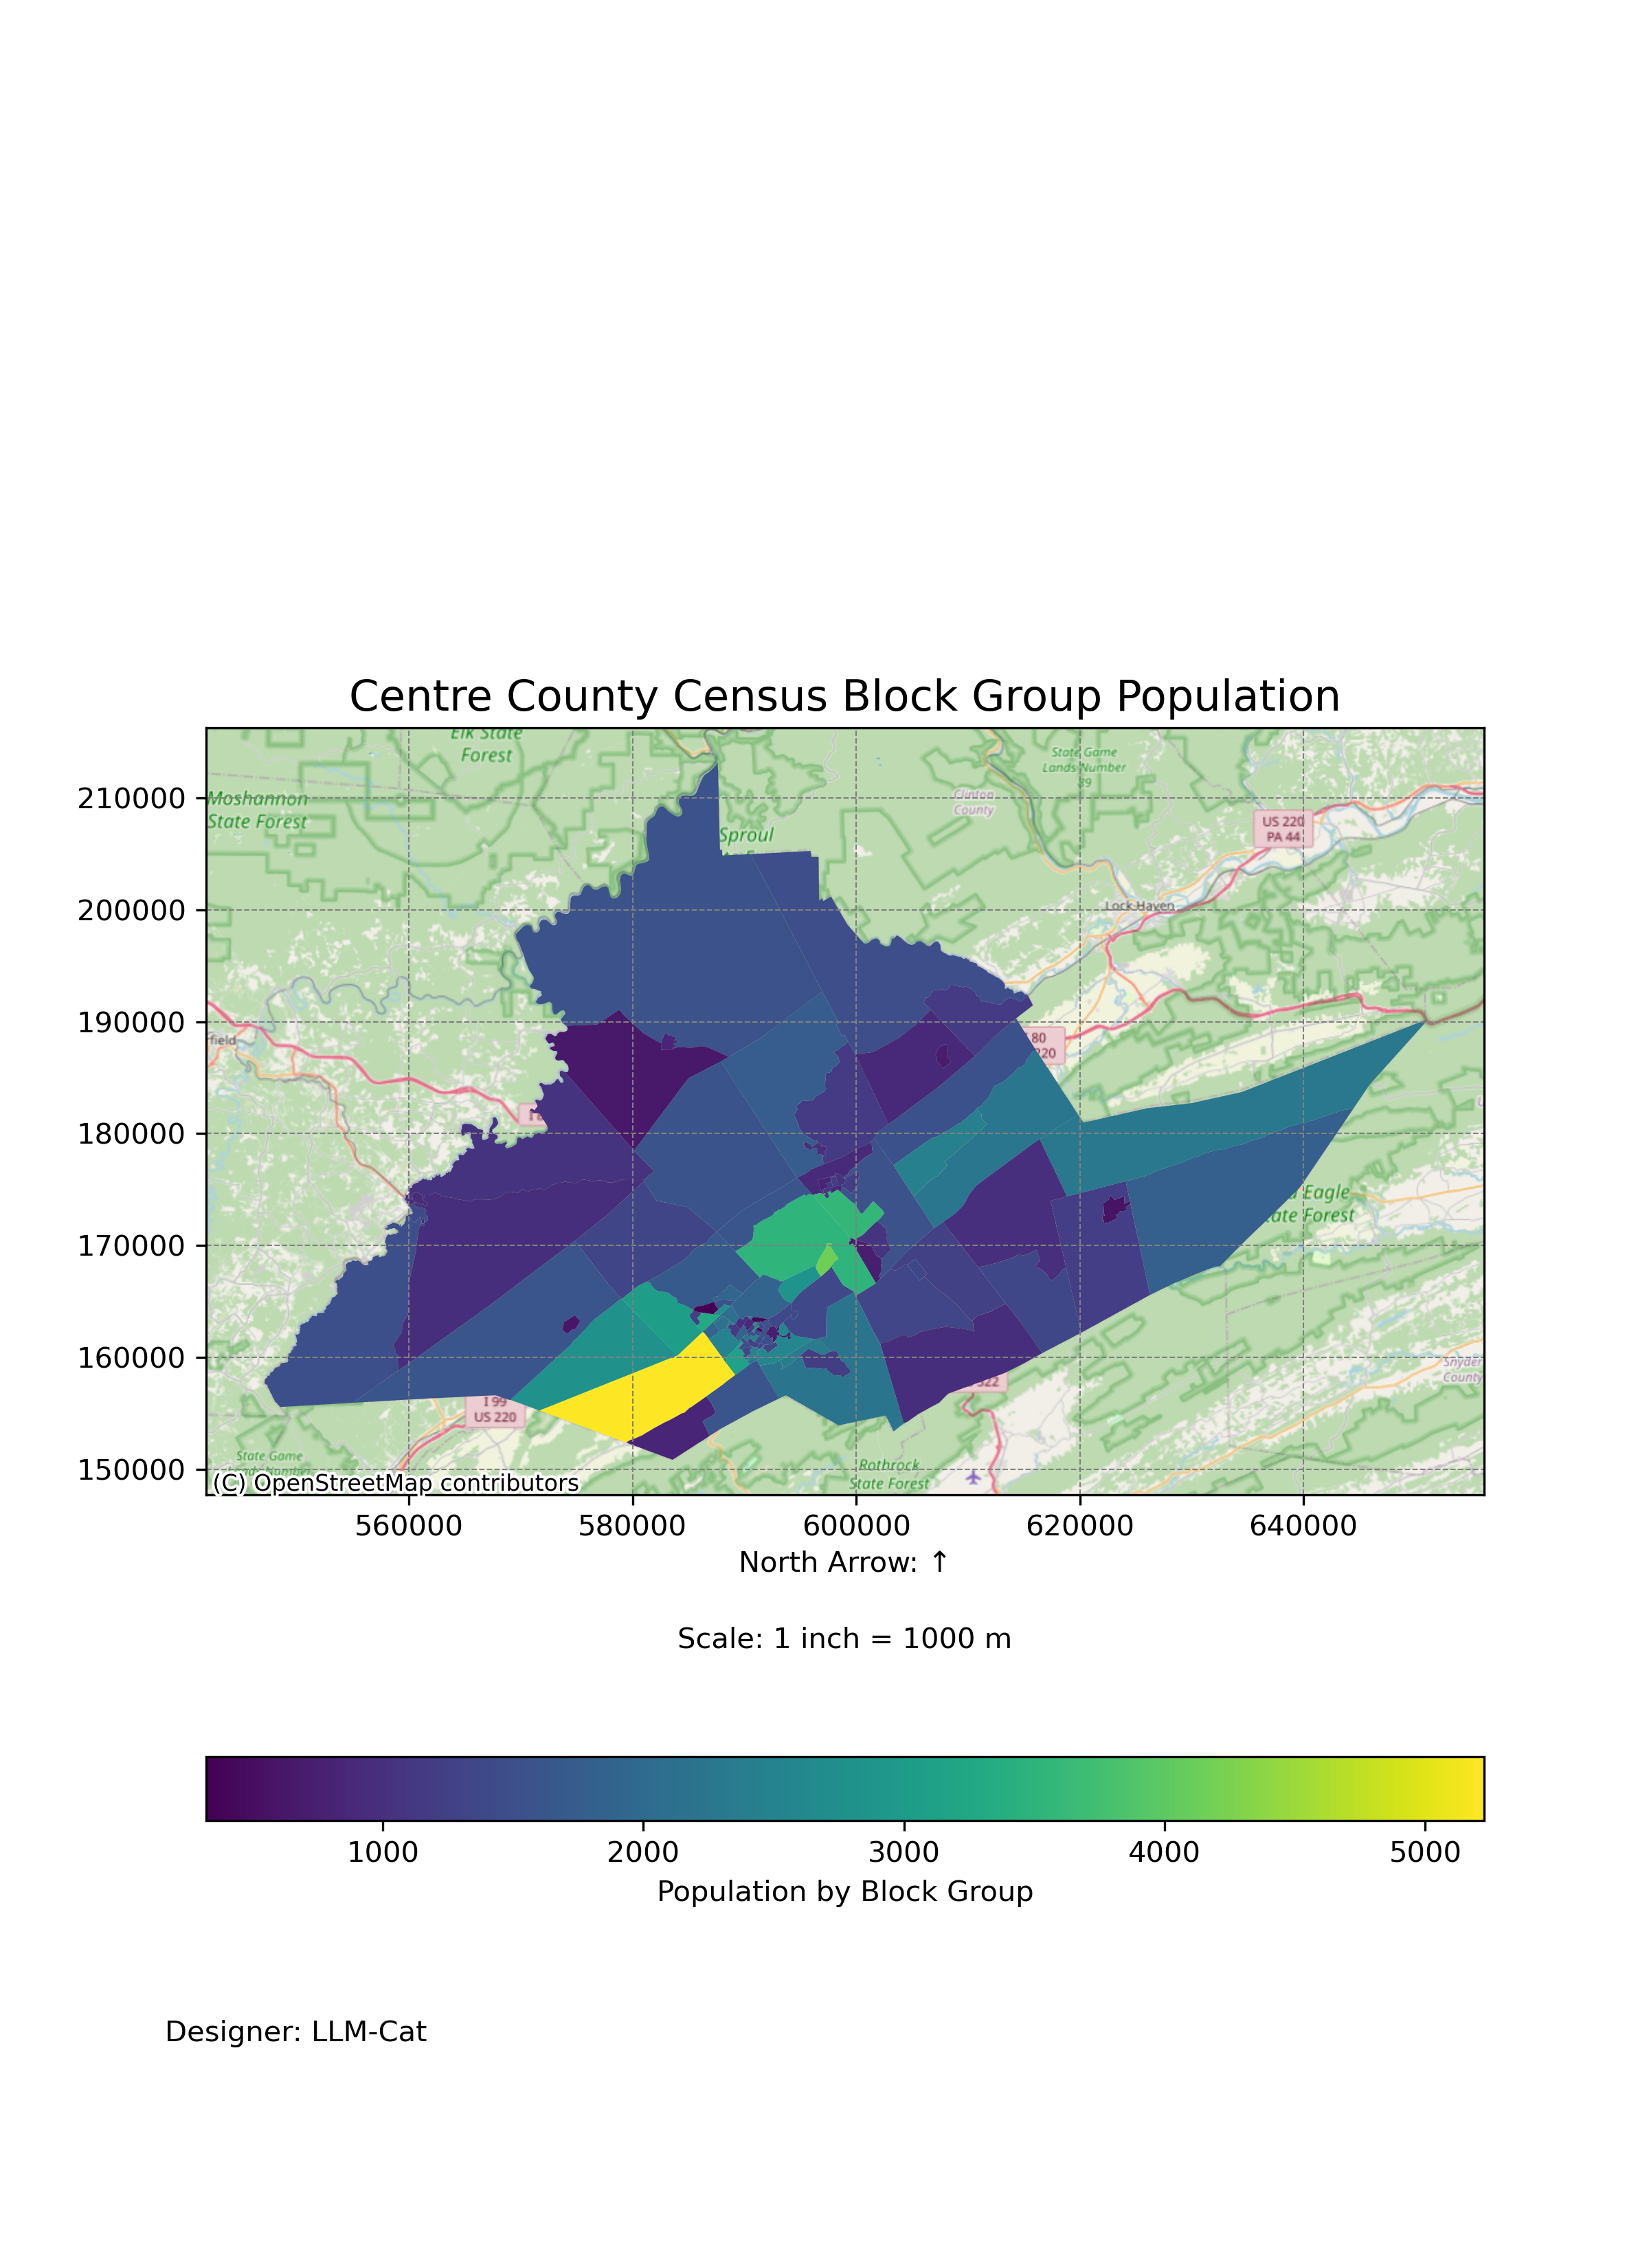 Centre County Census Block Group Population
Elk State
Forest
State Game
Lands Number
89
Moshannon
State Forest
Clinton
County
210000
US 220
PA 44
Sproul
200000
Lock Haven
190000
field
80
220
180000
Eagle
State Forest
170000
160000
Snyder
County
322
I 99
US 220
State Game
Rothrock
State Forest
150000
(C) OpenStreetMap contributors
560000 580000 600000 620000 640000
North Arrow: ↑
Scale: 1 inch = 1000 m
1000 2000 3000 4000 5000
Population by Block Group
Designer: LLM-Cat